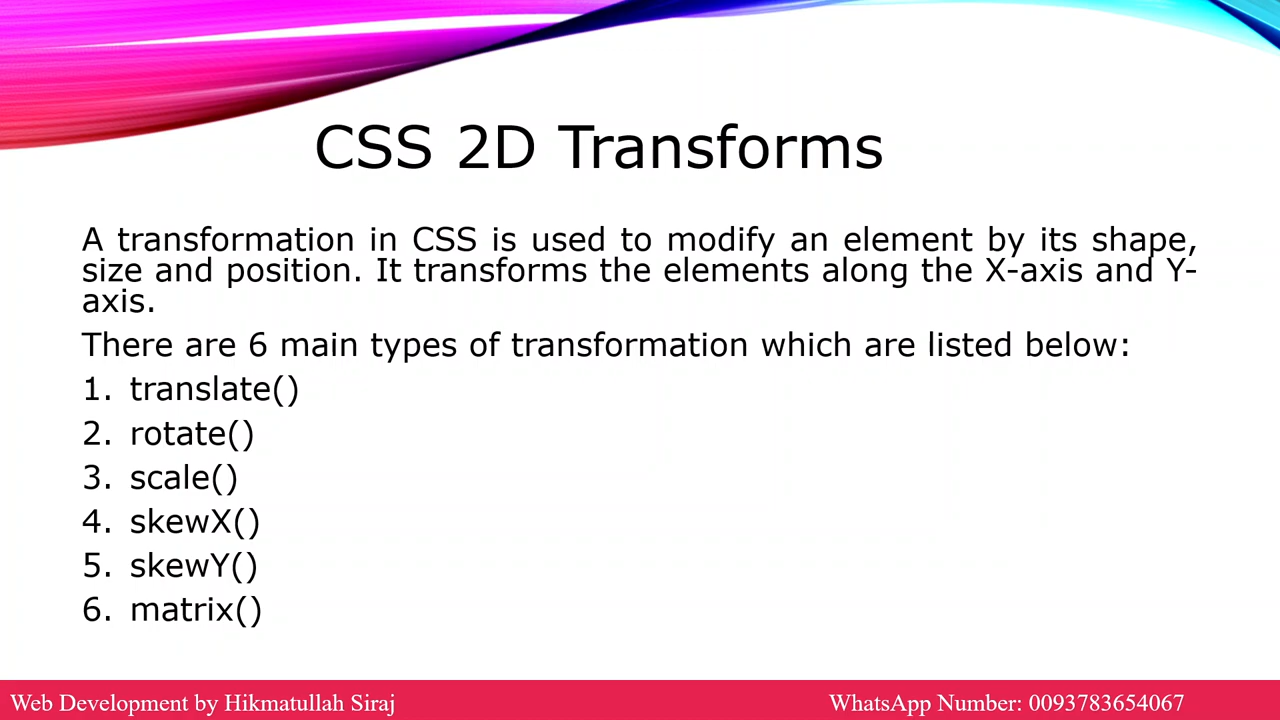 CSS 2D Transforms
A transformation in CSS is used to modify an element by its shape,
size and position. It transforms the elements along the X-axis and Y-
axis.
There are 6 main types of transformation which are listed below:
1. translate()
2. rotate()
3. scale()
4. skewX()
5. skewY()
6. matrix()
Web Development by Hikmatullah Siraj
WhatsApp Number: 0093783654067